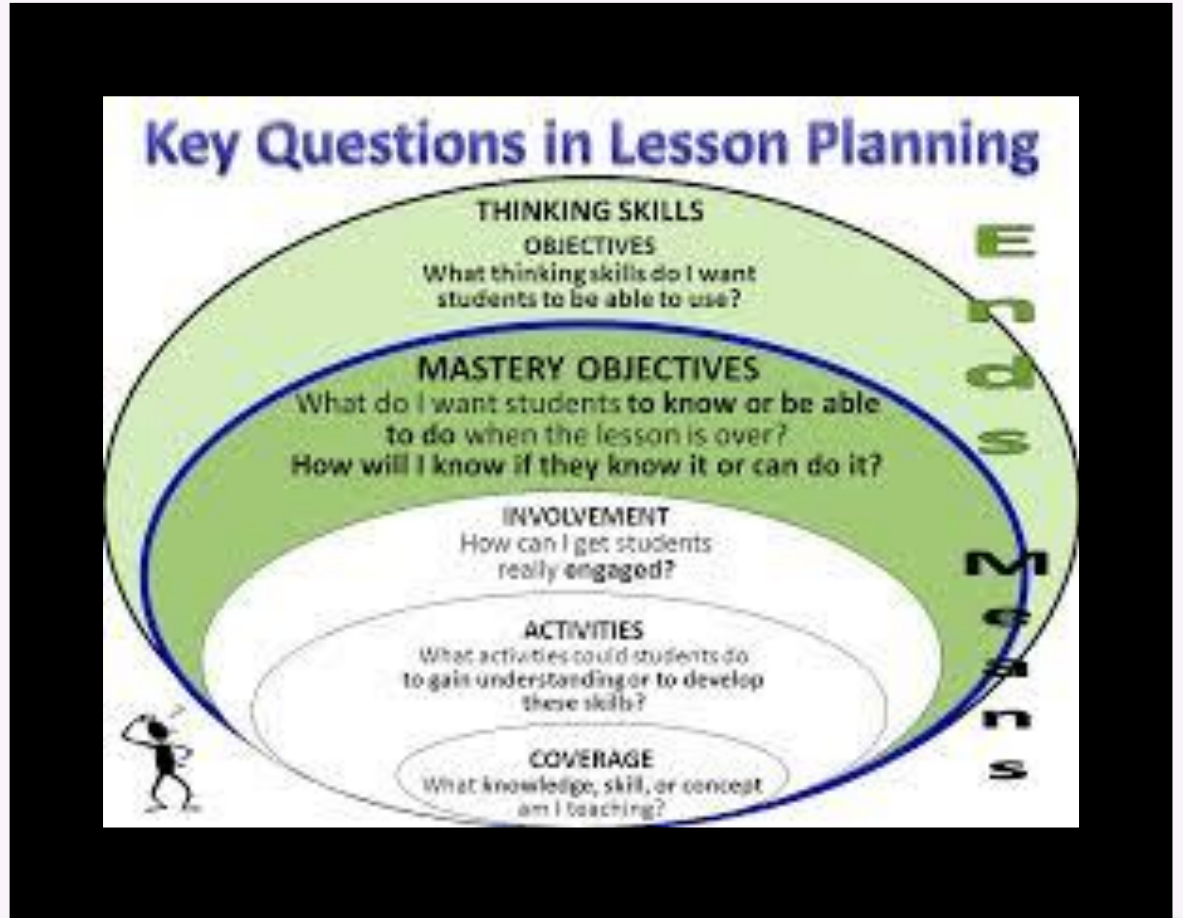 Key Questions in Lesson Planning
THINKING SKILLS
OBJECTIVES
What thinking skills do I want
students to be able to use?
MASTERY OBJECTIVES
What do I want students to know or be able
to do when the lesson is over?
How will I know if they know it or can do it?
INVOLVEMENT
How can I get students
really engaged?
ACTIVITIES
What activities could students do
to gain understanding or to develop
these skills?
COVERAGE
What knowledge, skill, or concept
am I teaching?
Ends
Means